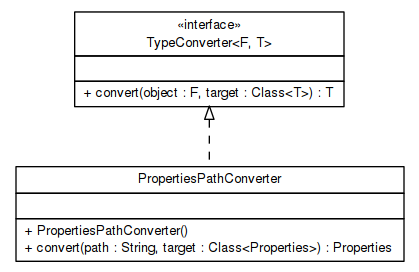 «interface»
TypeConverter<F, T>
+ convert(object : F, target : Class<T>) : T
PropertiesPathConverter
+ PropertiesPathConverter()
+ convert(path : String, target : Class<Properties>) : Properties